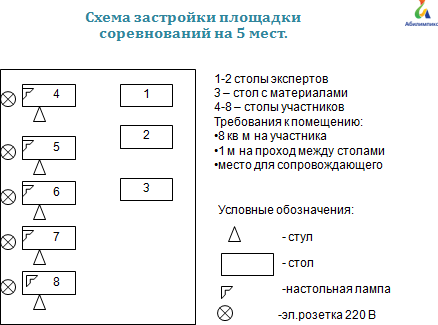 Схема застройки площадки
соревнований на 5 мест.
Абилимпикс
4
1
5
2
6
3
7
8
1-2 столы экспертов
3 – стол с материалами
4-8 – столы участников
Требования к помещению:
•8 кв м на участника
•1 м на проход между столами
•место для сопровождающего
Условные обозначения:
- стул
- стол
-настольная лампа
-эл.розетка 220 В